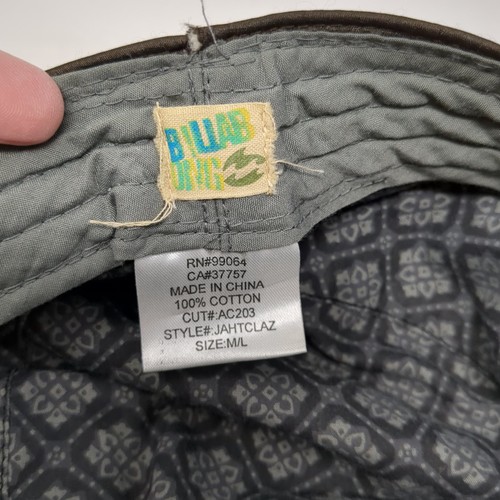 BILLAB
ONG
RN#99064
CA#37757
MADE IN CHINA
100% COTTON
CUT#:AC203
STYLE#:JAHTCLAZ
SIZE:M/L